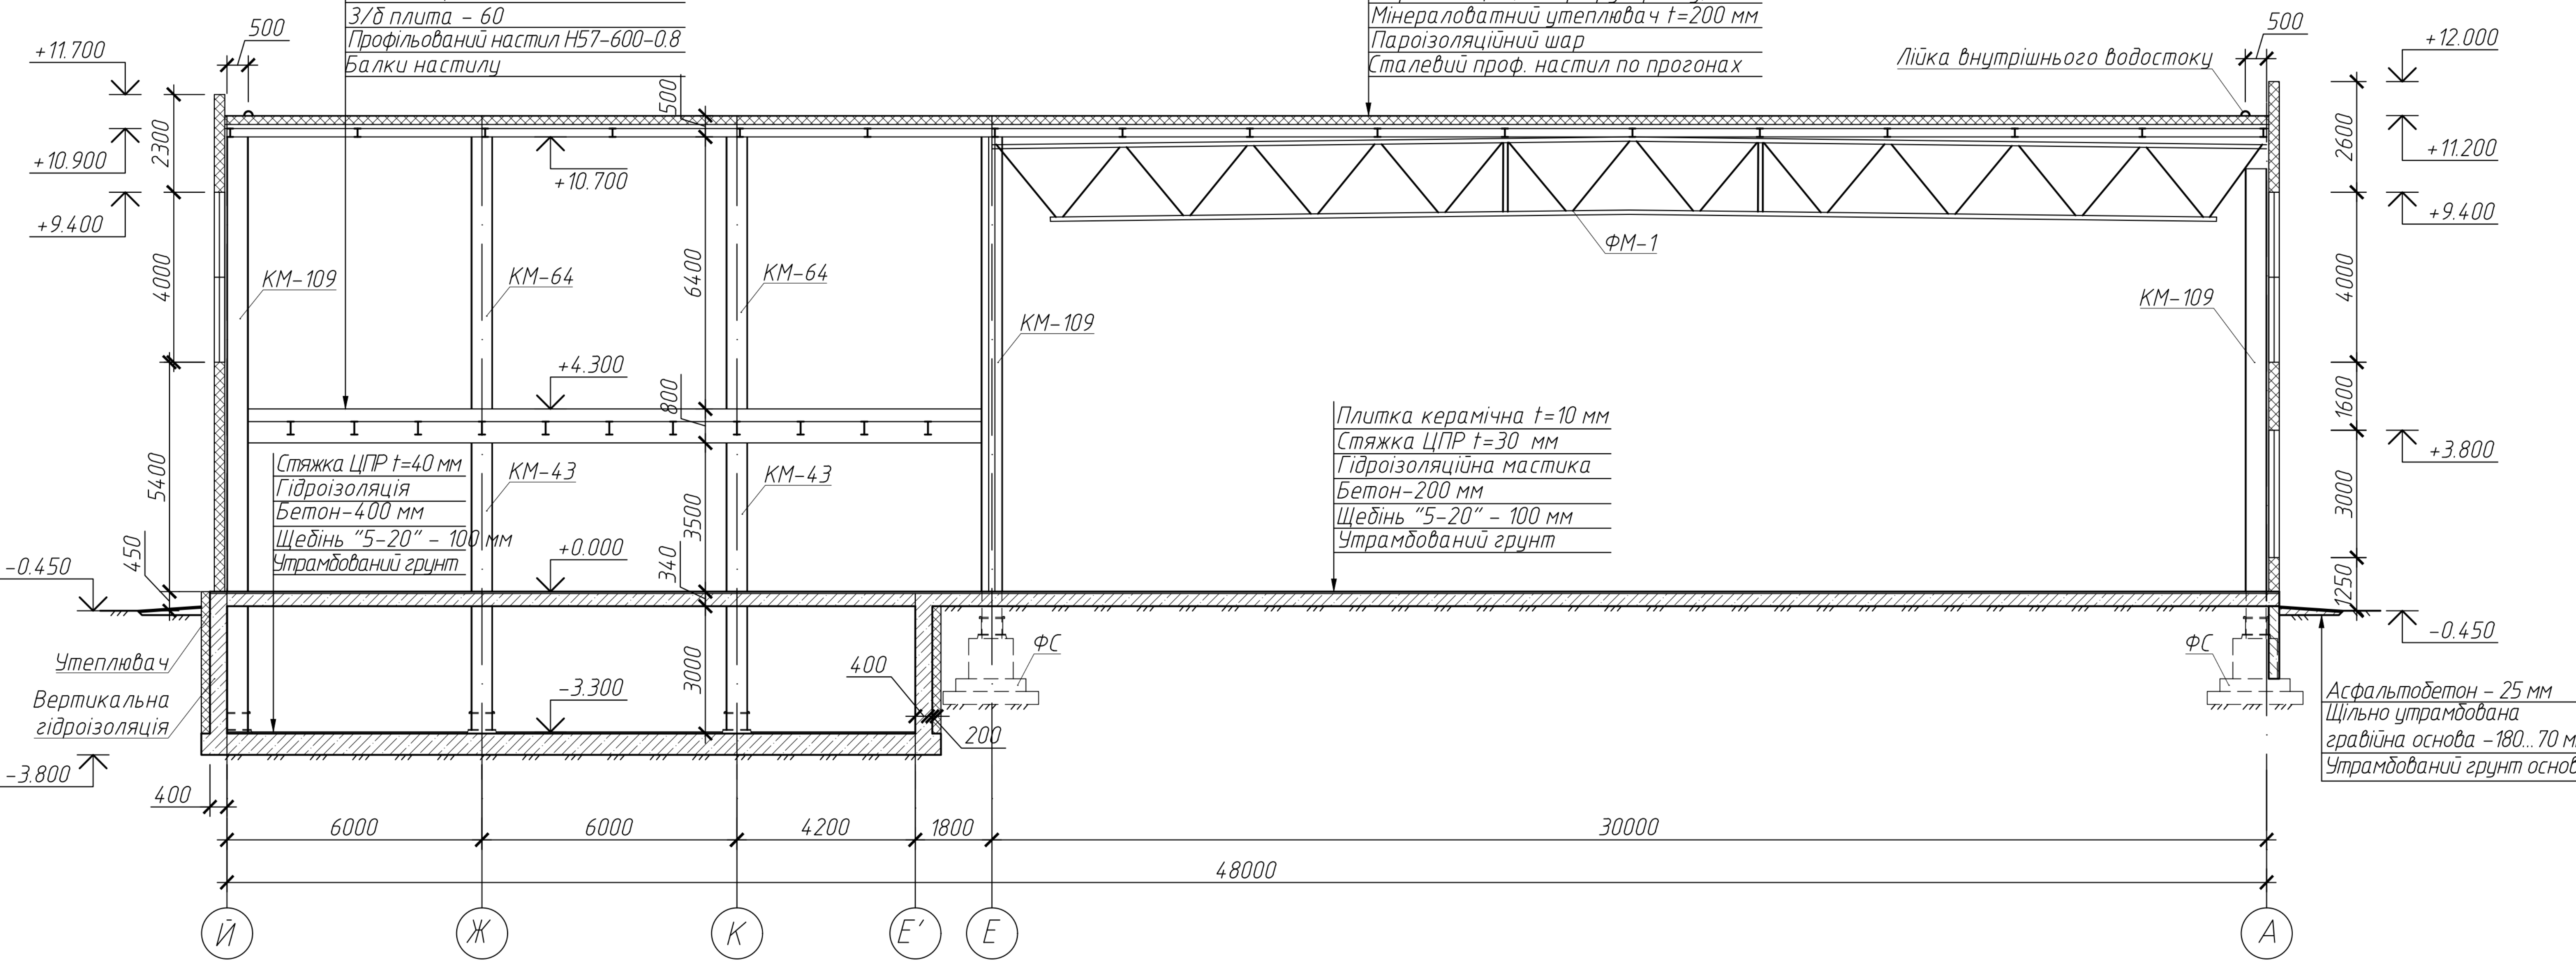 З/б плита - 60
Профільований настил Н57-600-0.8
Балки настилу
Мінераловатний утеплювач t=200 мм
Пароізоляційний шар
Сталевий проф. настил по прогонах
Лійка внутрішнього водостоку
500
500
+11.700
+10.900
+9.400
2300
4000
5400
450
-0.450
-3.800
+12.000
+11.200
+9.400
+3.800
-0.450
2600
4000
1600
3000
1250
500
+10.700
6400
+4.300
800
3500
+0.000
340
-3.300
3000
КМ-109
КМ-64
КМ-64
КМ-109
ФМ-1
КМ-109
КМ-43
КМ-43
Стяжка ЦПР t=40 мм
Гідроізоляція
Бетон-400 мм
Щебінь "5-20" - 100 мм
Утрамбований грунт
Плитка керамічна t=10 мм
Стяжка ЦПР t=30 мм
Гідроізоляційна мастика
Бетон-200 мм
Щебінь "5-20" - 100 мм
Утрамбований грунт
Утеплювач
Вертикальна
гідроізоляція
ФС
ФС
400
200
Асфальтобетон - 25 мм
Щільно утрамбована
гравійна основа -180...70 м
Утрамбований грунт основ
400
6000
6000
4200
1800
30000
48000
Й
Ж
К
Е'
Е
А